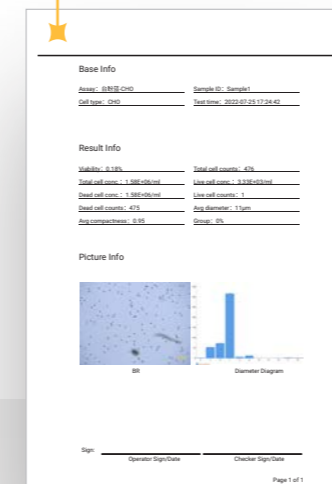 Base Info
Assay: 台盼蓝-CHO Sample ID: Sample1
Cell type: CHO Test time: 2022-07-25 17:24:42
Result Info
Viability: 0.18% Total cell counts: 476
Total cell conc.: 1.58E+06/ml Live cell conc.: 3.33E+03/ml
Dead cell conc.: 1.58E+06/ml Live cell counts: 1
Dead cell counts: 475 Avg diameter: 11μm
Avg compactness: 0.95 Group: 0%
Picture Info
BR Diameter Diagram
Sign:
Operator Sign/Date Checker Sign/Date
Page 1 of 1